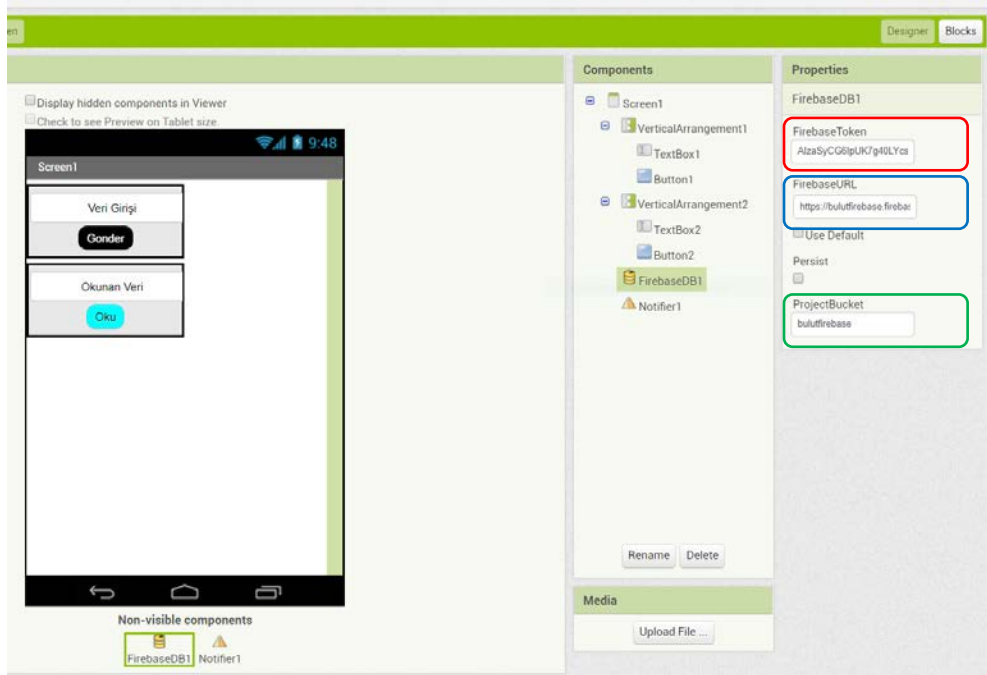 en
Designer Blocks
Display hidden components in Viewer
Check to see Preview on Tablet size.
9:48
Screen1
Veri Girişi
Gonder
Okunan Veri
Oku
Non-visible components
FirebaseDB1 Notifier1
Components
Screen1
VerticalArrangement1
TextBox1
Button1
VerticalArrangement2
TextBox2
Button2
FirebaseDB1
Notifier1
Rename Delete
Media
Upload File ...
Properties
FirebaseDB1
FirebaseToken
FirebaseURL
https://bulutfirebase.firebas
Use Default
Persist
ProjectBucket
bulutfirebase